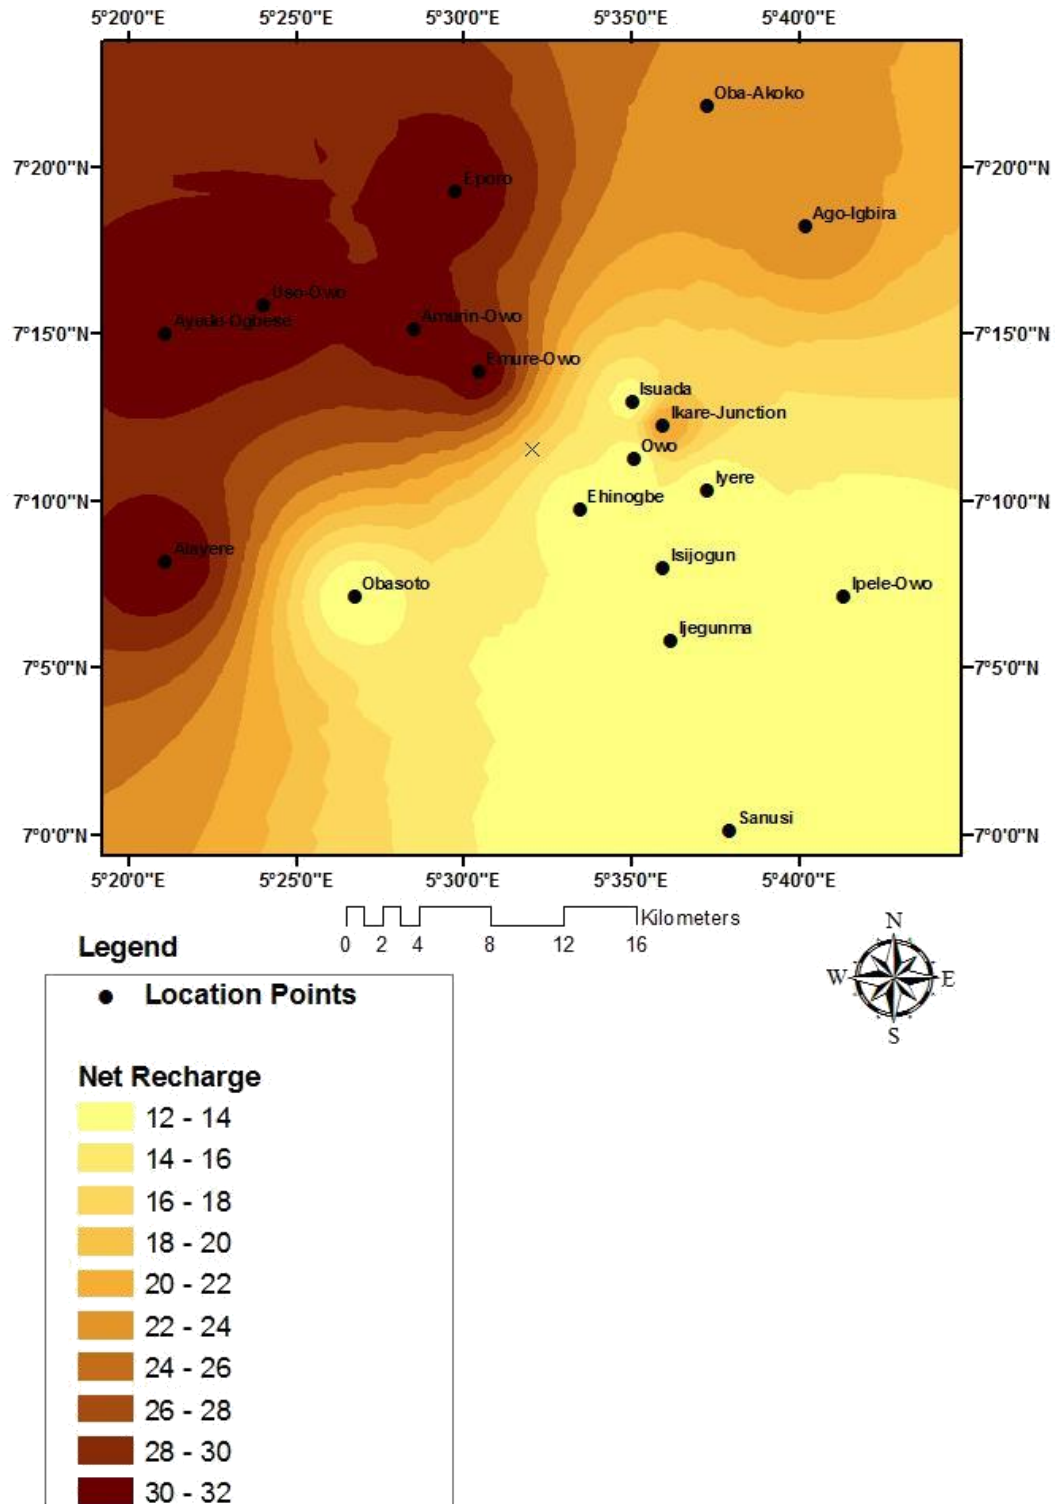 5°20'0"E 5°25'0"E 5°30'0"E 5°35'0"E 5°40'0"E
Oba-Akoko
7°20'0"N 7°20'0"N
Eporo
Ago-Igbira
Uso-Owo
Amurin-Owo
Ayede-Ogbese
7°15'0"N 7°15'0"N
Emure-Owo
Isuada
Ikare-Junction
Owo
Iyere
Ehinogbe
7°10'0"N 7°10'0"N
Alayere
Isijogun
Obasoto
Ipele-Owo
Ijegunma
7°5'0"N 7°5'0"N
Sanusi
7°0'0"N 7°0'0"N
5°20'0"E 5°25'0"E 5°30'0"E 5°35'0"E 5°40'0"E
Kilometers
0 2 4 8 12 16
N
W E
S
Legend
Location Points
Net Recharge
12 - 14
14 - 16
16 - 18
18 - 20
20 - 22
22 - 24
24 - 26
26 - 28
28 - 30
30 - 32